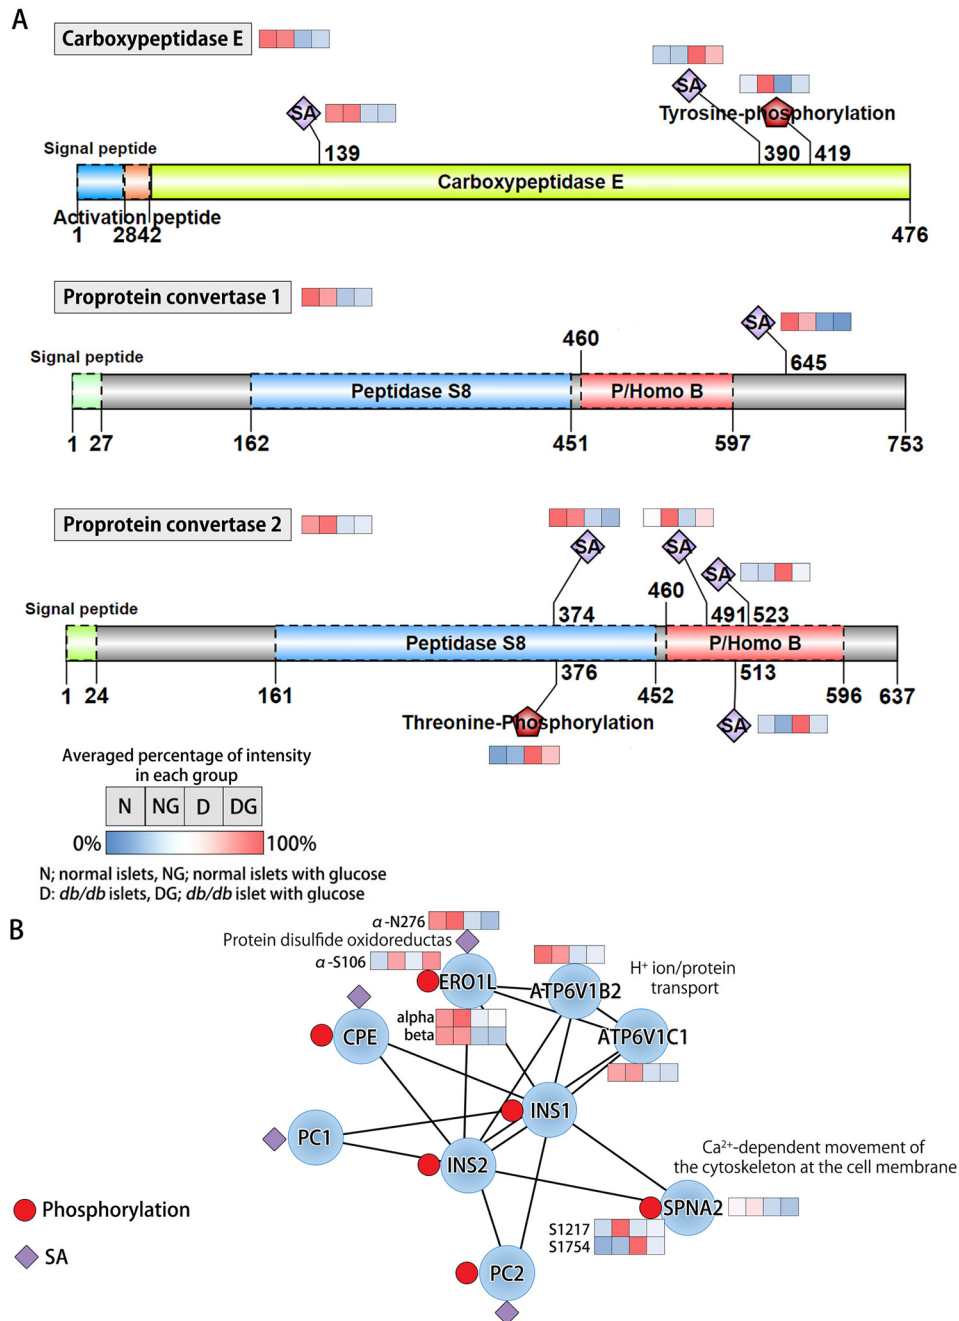 A
Carboxypeptidase E
SA
SA
Tyrosine-phosphorylation
Signal peptide
139
390
419
Carboxypeptidase E
Activation peptide
1
28
42
476
Proprotein convertase 1
SA
460
645
Signal peptide
Peptidase S8
P/Homo B
1
27
162
451
597
753
Proprotein convertase 2
SA
SA
SA
460
374
491
523
Signal peptide
Peptidase S8
P/Homo B
376
513
1
24
161
452
596
637
Threonine-Phosphorylation
SA
Averaged percentage of intensity
in each group
N NG D DG
0% 100%
N; normal islets, NG; normal islets with glucose
D: db/db islets, DG; db/db islet with glucose
B
α-N276
Protein disulfide oxidoreductas
α-S106
ERO1L
ATP6V1B2
H+ ion/protein
transport
alpha
beta
CPE
ATP6V1C1
INS1
PC1
INS2
Ca2+-dependent movement of
the cytoskeleton at the cell membrane
SPNA2
S1217
S1754
Phosphorylation
SA
PC2